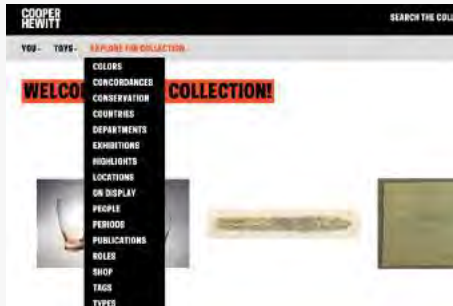 COOPER
HEWITT
SEARCH THE COLL
YOU- TOYS- EXPLORE THE COLLECTION-
COLORS
CONCORDANCES
CONSERVATION
COUNTRIES
DEPARTMENTS
EXHIBITIONS
HIGHLIGHTS
LOCATIONS
ON DISPLAY
PEOPLE
PERIODS
PUBLICATIONS
ROLES
SHOP
TAGS
TYPES
WELCO COLLECTION!